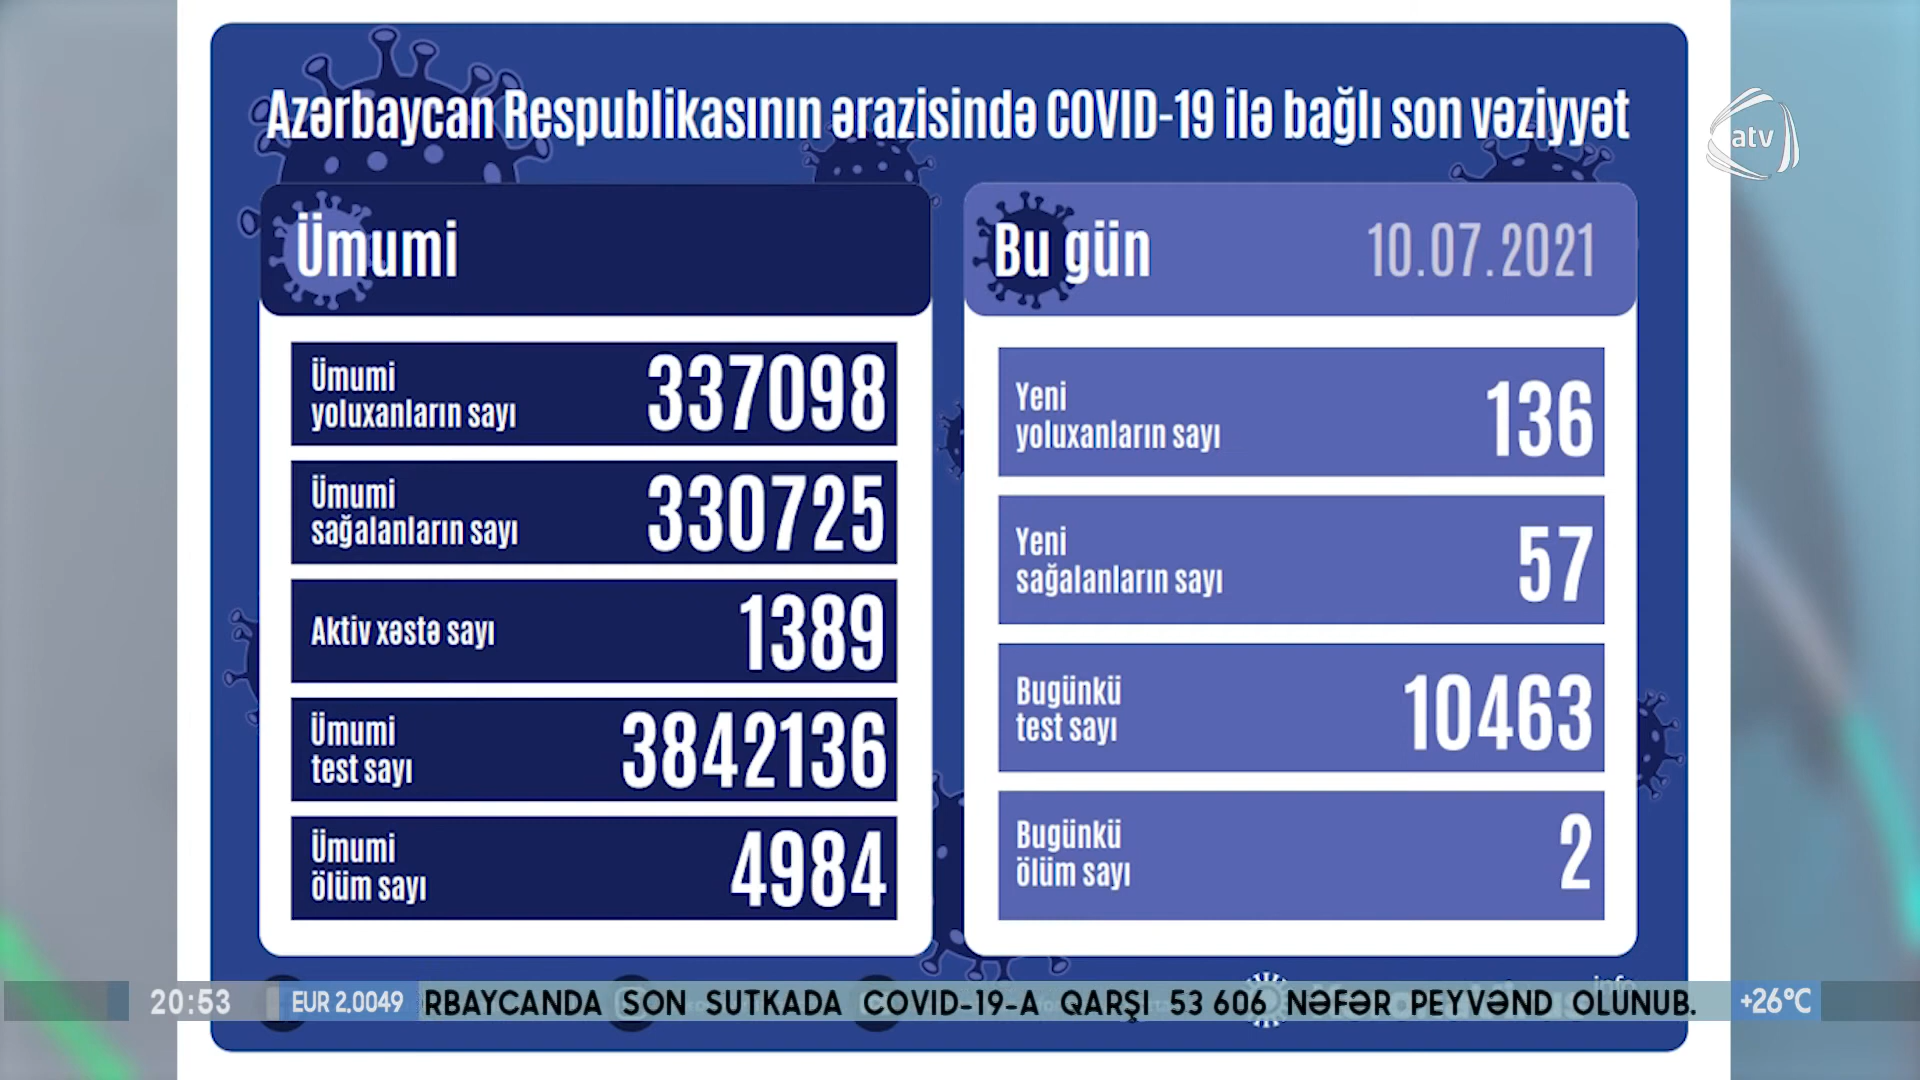 Azərbaycan Respublikasının ərazisində COVID-19 ilə bağlı son vəziyyət
atv
Ümumi
Ümumi
yoluxanların sayı
337098
Ümumi
sağalanların sayı
330725
Aktiv xəstə sayı
1389
Ümumi
test sayı
3842136
Ümumi
ölüm sayı
4984
Bu gün
10.07.2021
Yeni
yoluxanların sayı
136
Yeni
sağalanların sayı
57
Bugünkü
test sayı
10463
Bugünkü
ölüm sayı
2
info
20:53
EUR 2,0049
RBAYCANDA SON SUTKADA COVID-19-A QARŞI 53 606 NƏFƏR PEYVƏND OLUNUB.
+26°C